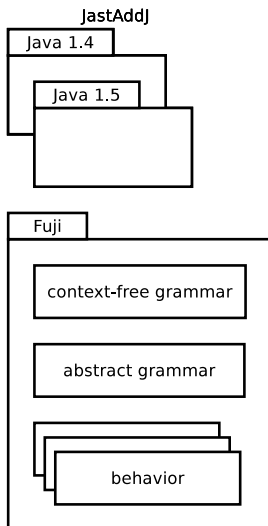 JastAddJ
Java 1.4
Java 1.5
Fuji
context-free grammar
abstract grammar
behavior